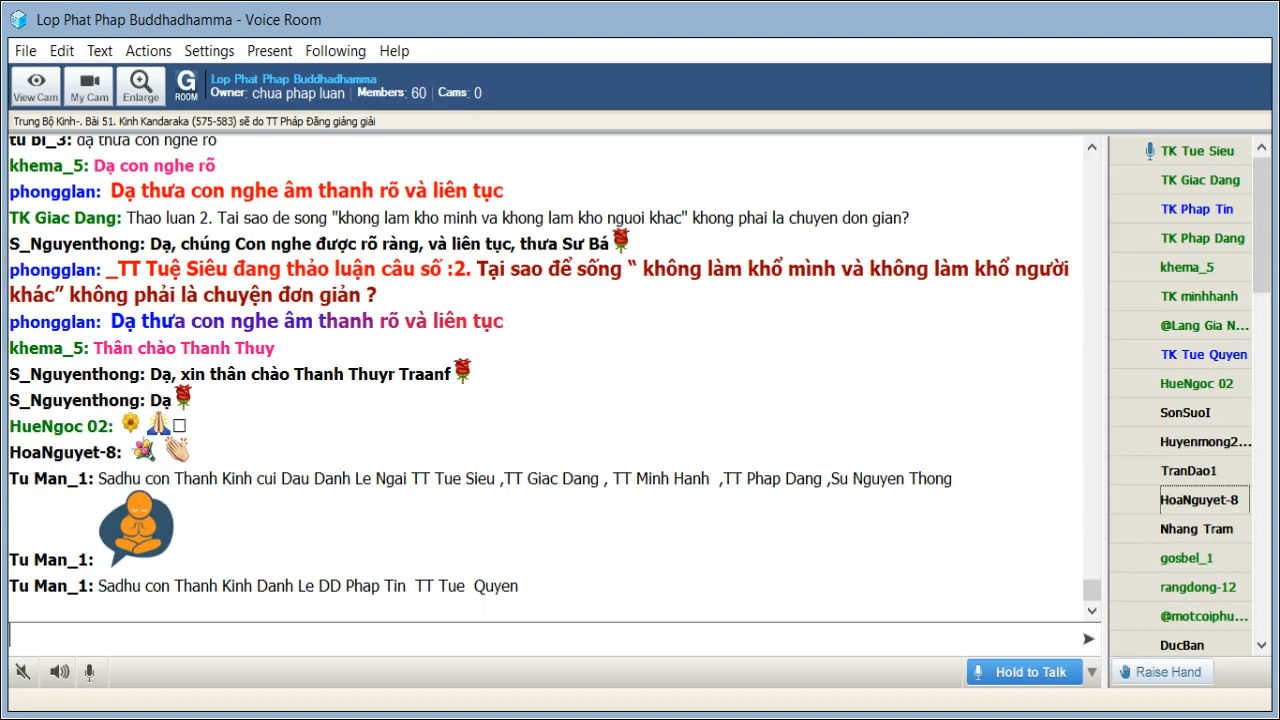 Lop Phat Phap Buddhadhamma - Voice Room
File Edit Text Actions Settings Present Following Help
View Cam My Cam Enlarge G ROOM
Lop Phat Phap Buddhadhamma
Owner: chua phap luan Members: 60 Cams: 0
Trung Bộ Kinh-. Bài 51. Kinh Kandaraka (575-583) sẽ do TT Pháp Đăng giảng giải
tu bi_3: dạ thưa con nghe rõ
khema_5: Dạ con nghe rõ
phongglan: Dạ thưa con nghe âm thanh rõ và liên tục
TK Giac Dang: Thao luan 2. Tai sao de song "khong lam kho minh va khong lam kho nguoi khac" khong phai la chuyen don gian?
S_Nguyenthong: Dạ, chúng Con nghe được rõ ràng, và liên tục, thưa Sư Bá
phongglan: _TT Tuệ Siêu đang thảo luận câu số :2. Tại sao để sống “ không làm khổ mình và không làm khổ người
khác” không phải là chuyện đơn giản ?
phongglan: Dạ thưa con nghe âm thanh rõ và liên tục
khema_5: Thân chào Thanh Thuy
S_Nguyenthong: Dạ, xin thân chào Thanh Thuyr Traanf
S_Nguyenthong: Dạ
HueNgoc 02:
HoaNguyet-8:
Tu Man_1: Sadhu con Thanh Kinh cui Dau Danh Le Ngai TT Tue Sieu ,TT Giac Dang , TT Minh Hanh ,TT Phap Dang ,Su Nguyen Thong
Tu Man_1:
Tu Man_1: Sadhu con Thanh Kinh Danh Le DD Phap Tin TT Tue Quyen
TK Tue Sieu
TK Giac Dang
TK Phap Tin
TK Phap Dang
khema_5
TK minhhanh
@Lang Gia N...
TK Tue Quyen
HueNgoc 02
SonSuoI
Huyenmong2...
TranDao1
HoaNguyet-8
Nhang Tram
gosbel_1
rangdong-12
@motcoiphu...
DucBan
Hold to Talk
Raise Hand